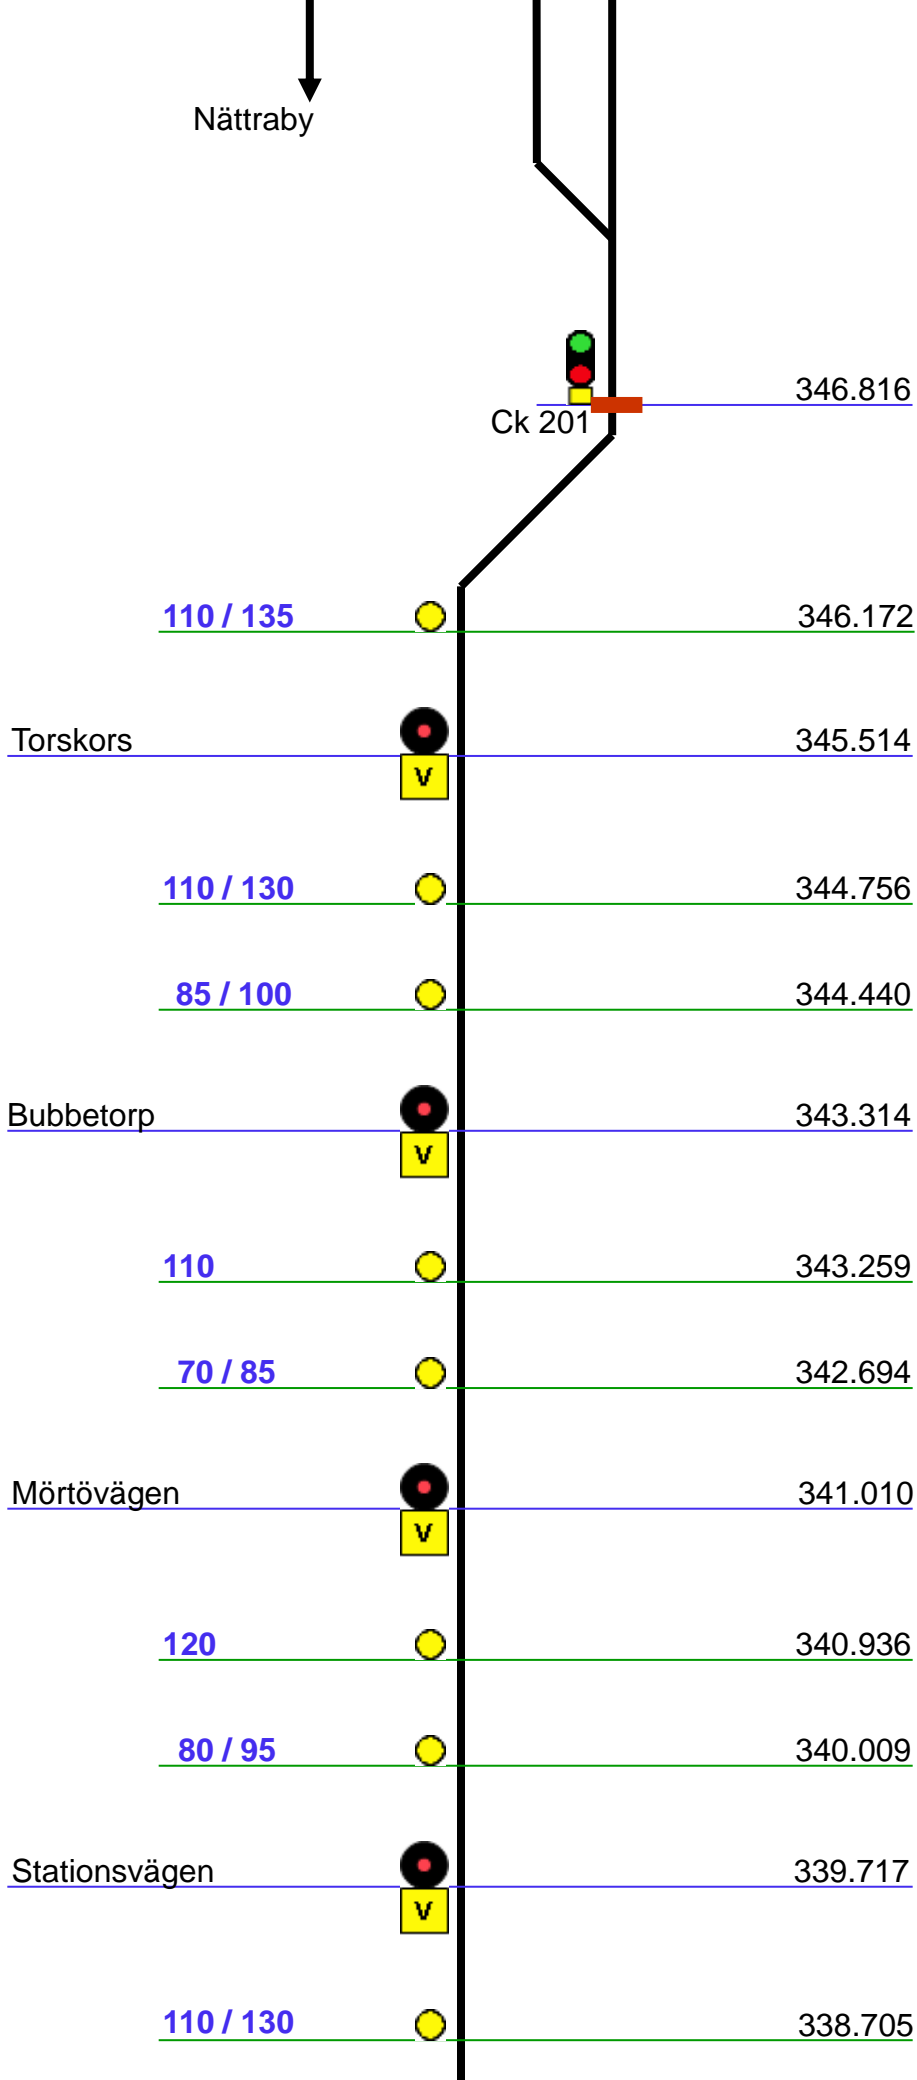 Nättraby
346.816
Ck 201
110 / 135 346.172
Torskors 345.514
V
110 / 130 344.756
85 / 100 344.440
Bubbetorp 343.314
V
110 343.259
70 / 85 342.694
Mörtövägen 341.010
V
120 340.936
80 / 95 340.009
Stationsvägen 339.717
V
110 / 130 338.705